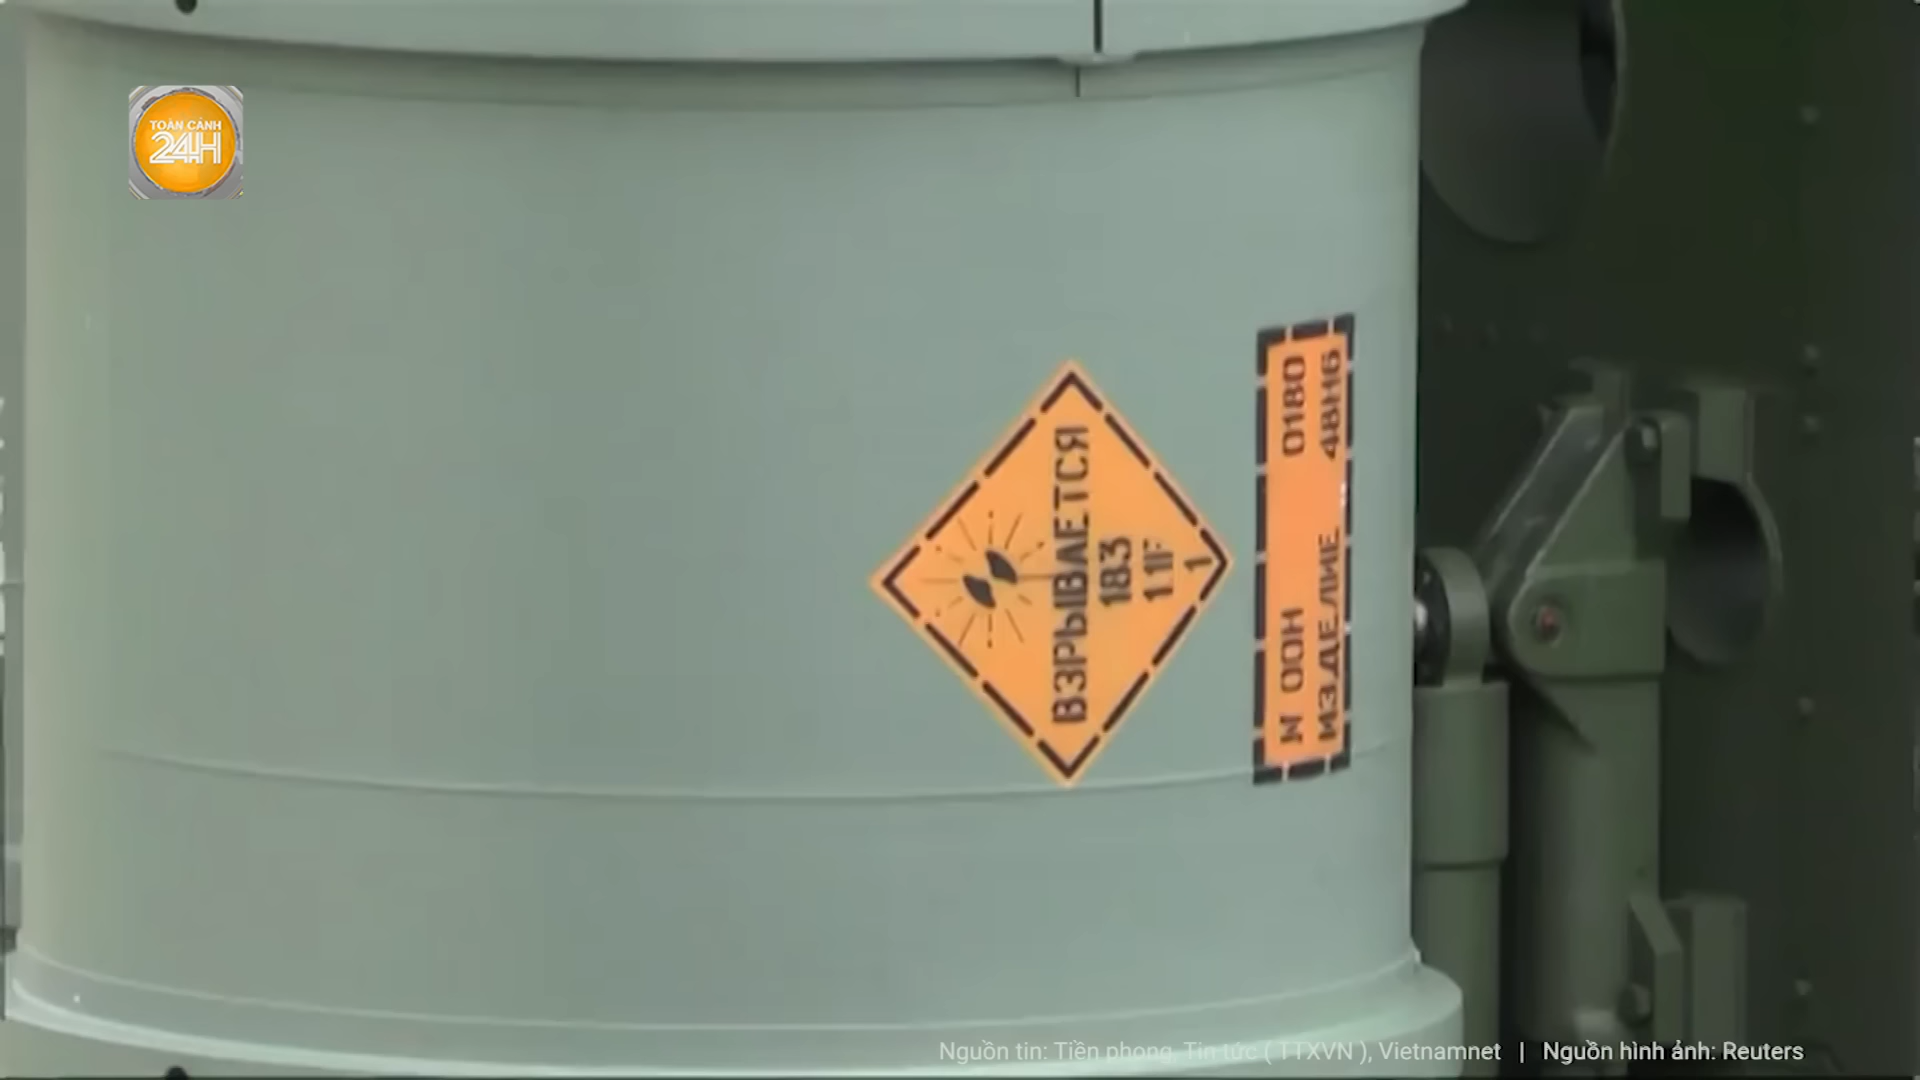 TOÀN CẢNH
24H
ВЗРЫВАЕТСЯ
183
1.1F
1
N ООН 0180
ИЗДЕЛИЕ 48Н6
Nguồn tin: Tiền phong, Tin tức ( TTXVN ), Vietnamnet | Nguồn hình ảnh: Reuters